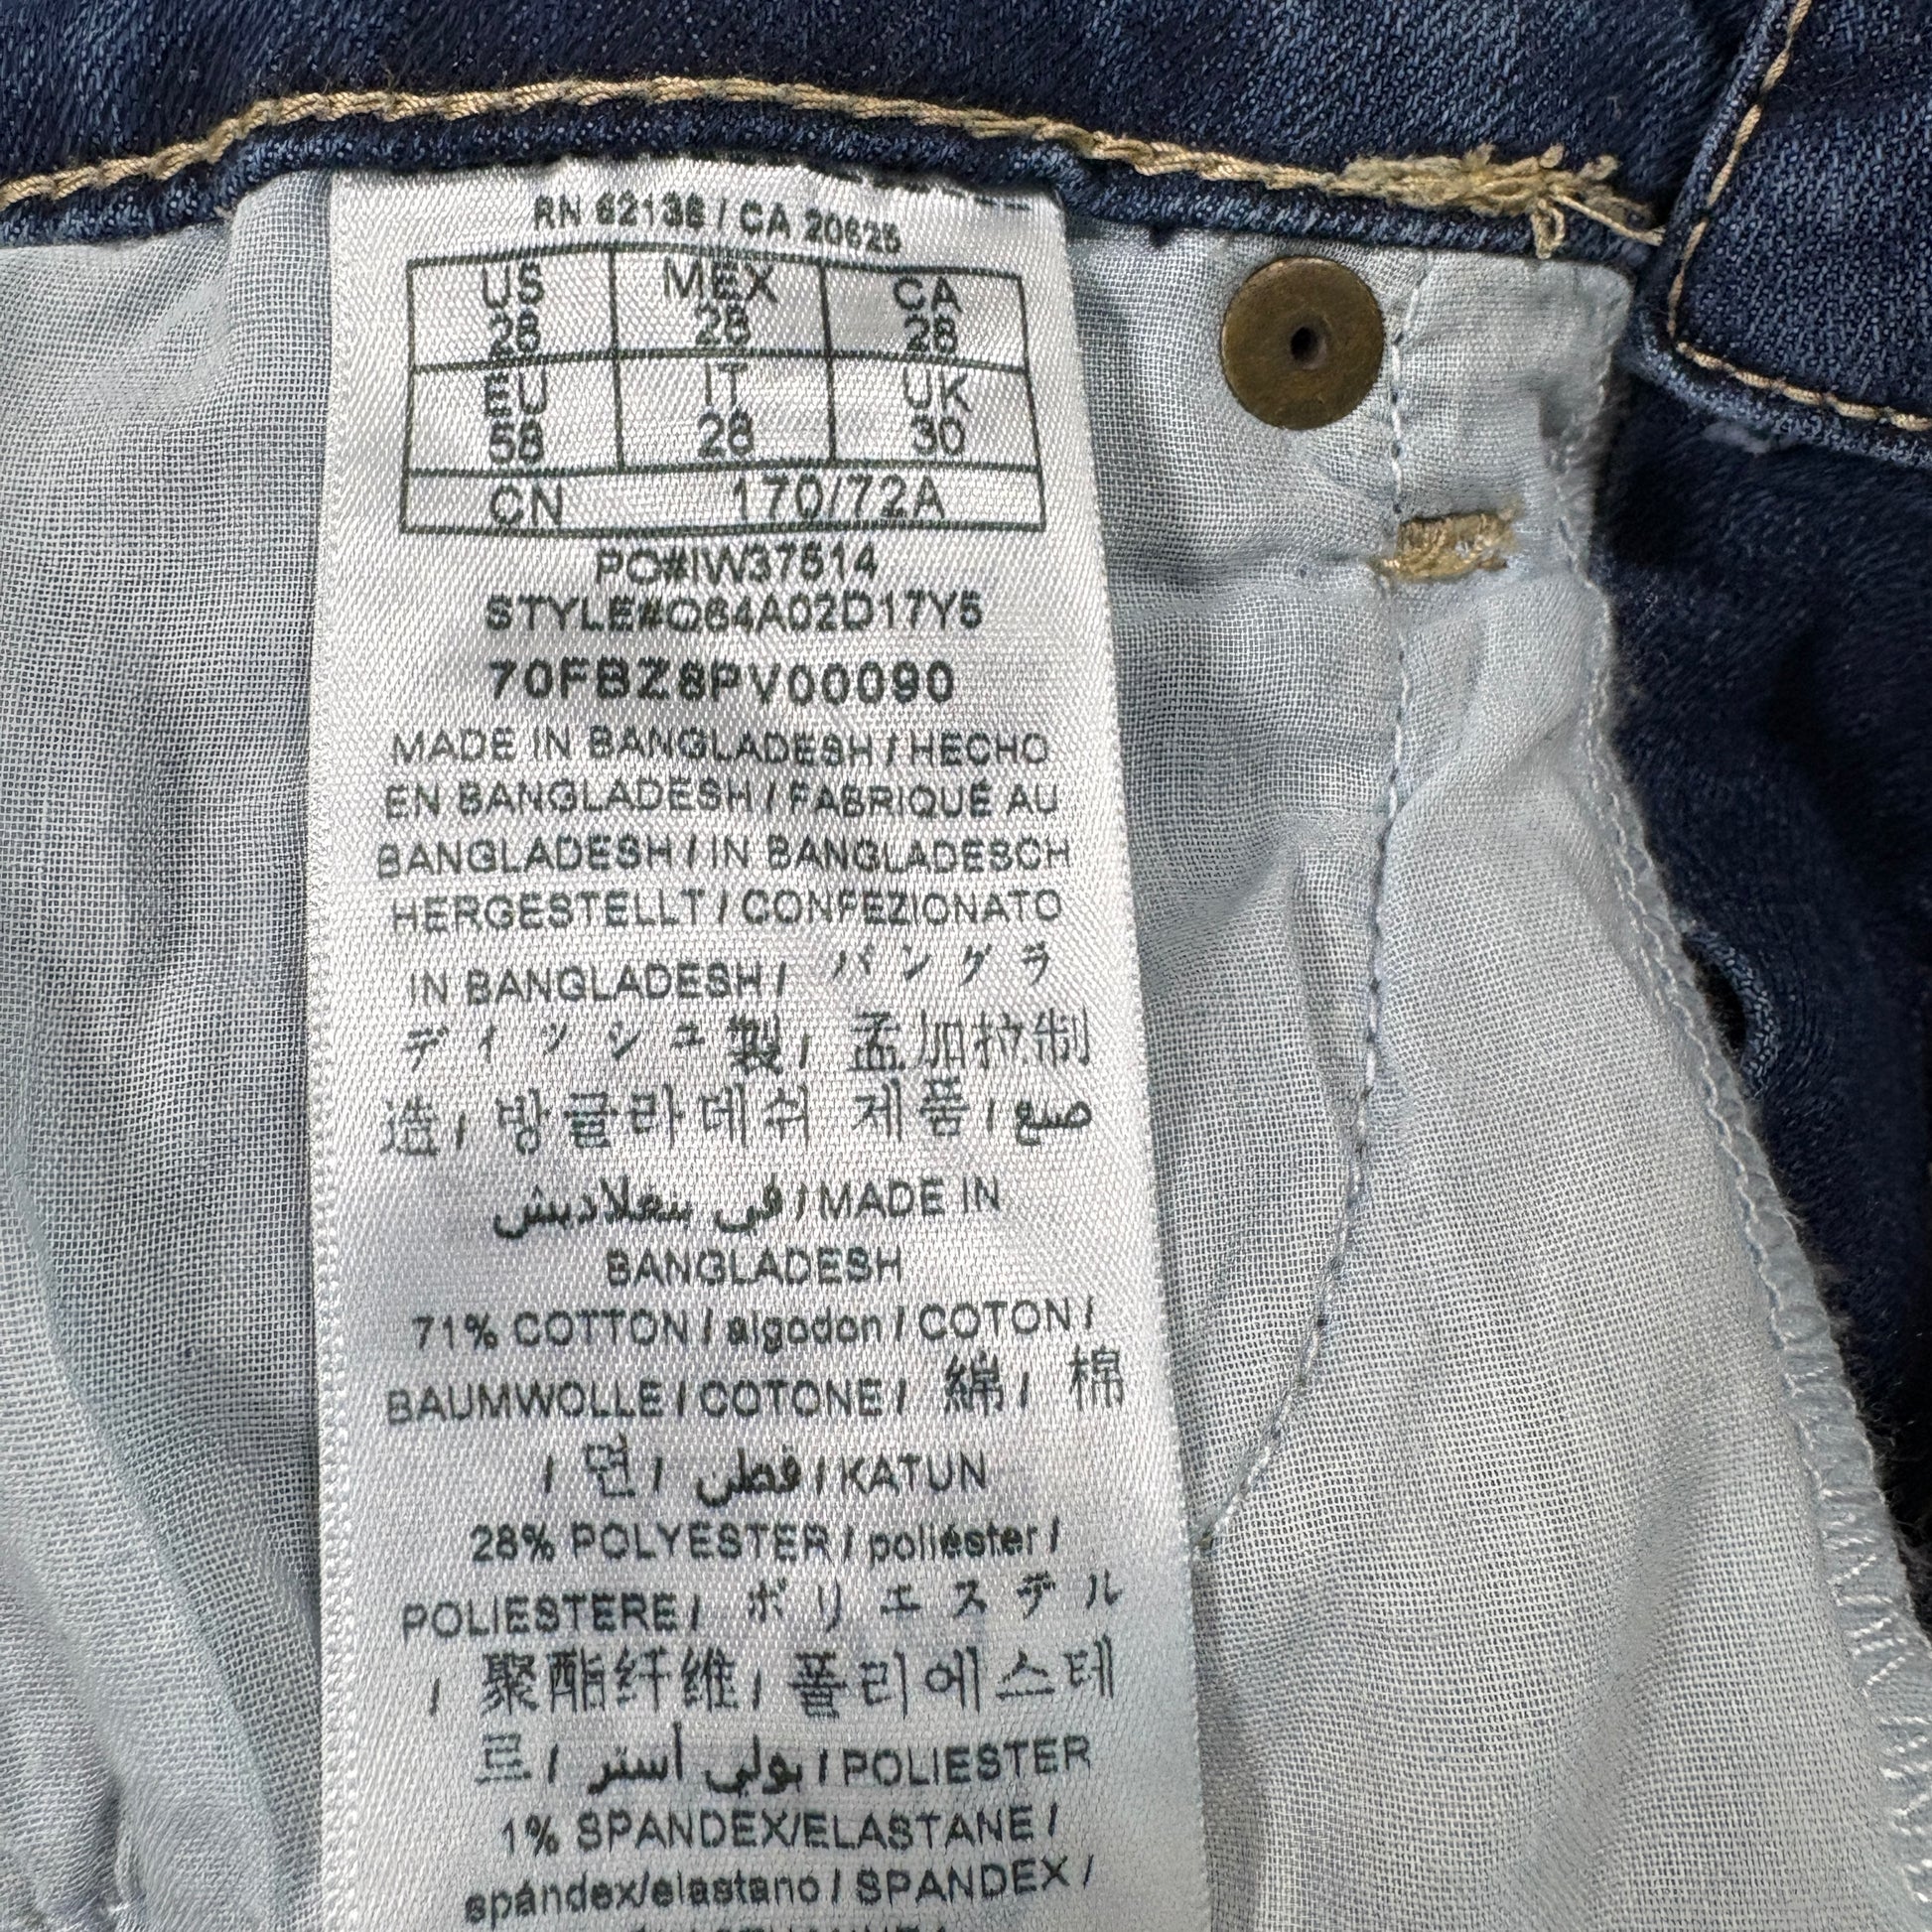 RN 62136 / CA 20625
US MEX CA
28 28 28
EU IT UK
58 28 30
CN 170/72A
PO#IW37514
STYLE#Q64A02D17Y5
70FBZ8PV00090
MADE IN BANGLADESH / HECHO
EN BANGLADESH / FABRIQUÉ AU
BANGLADESH / IN BANGLADESCH
HERGESTELLT / CONFEZIONATO
IN BANGLADESH / バングラ
ディッシュ製/ 孟加拉制
造/ 방글라데쉬 제품 / صنع
في بنغلاديش / MADE IN
BANGLADESH
71% COTTON / algodon / COTON /
BAUMWOLLE / COTONE / 綿 / 棉
/ 면 / قطن / KATUN
28% POLYESTER / poliéster /
POLIESTERE / ポリエステル
/ 聚酯纤维 / 폴리에스테
르 / بولي أستر / POLIESTER
1% SPANDEX/ELASTANE /
spándex/elastano / SPANDEX /